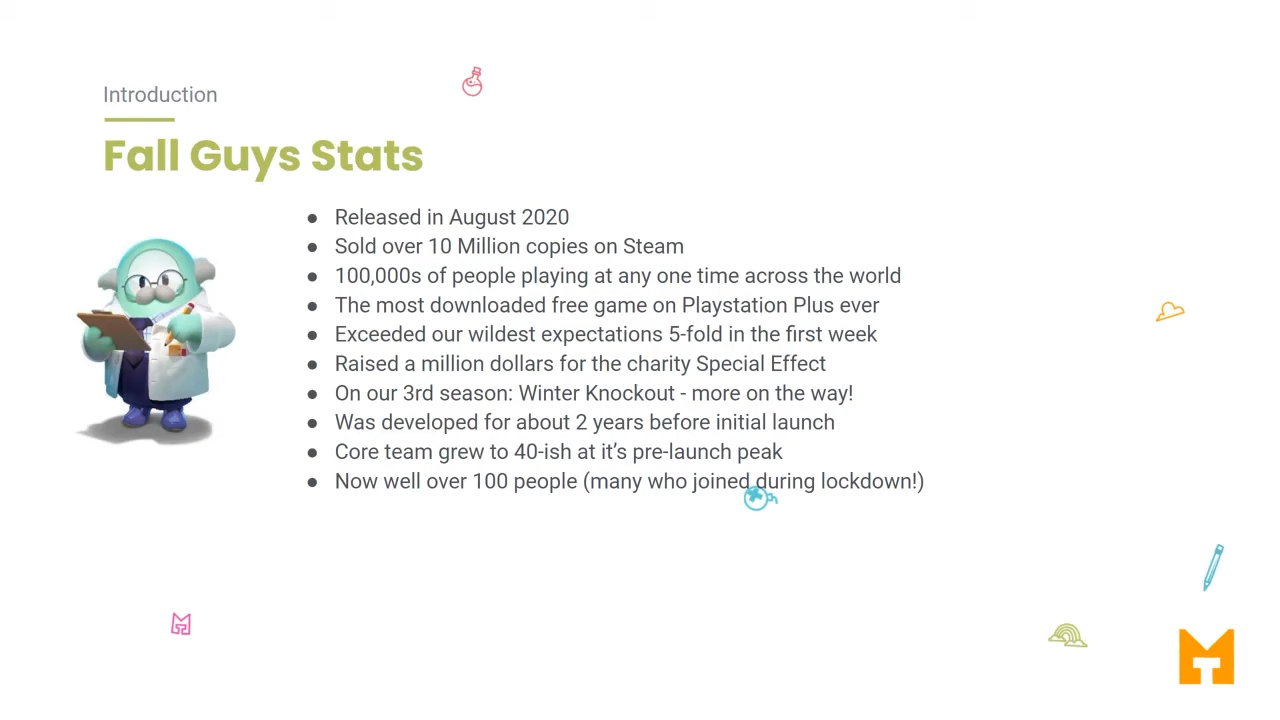 Introduction
Fall Guys Stats
● Released in August 2020
● Sold over 10 Million copies on Steam
● 100,000s of people playing at any one time across the world
● The most downloaded free game on Playstation Plus ever
● Exceeded our wildest expectations 5-fold in the first week
● Raised a million dollars for the charity Special Effect
● On our 3rd season: Winter Knockout - more on the way!
● Was developed for about 2 years before initial launch
● Core team grew to 40-ish at it’s pre-launch peak
● Now well over 100 people (many who joined during lockdown!)